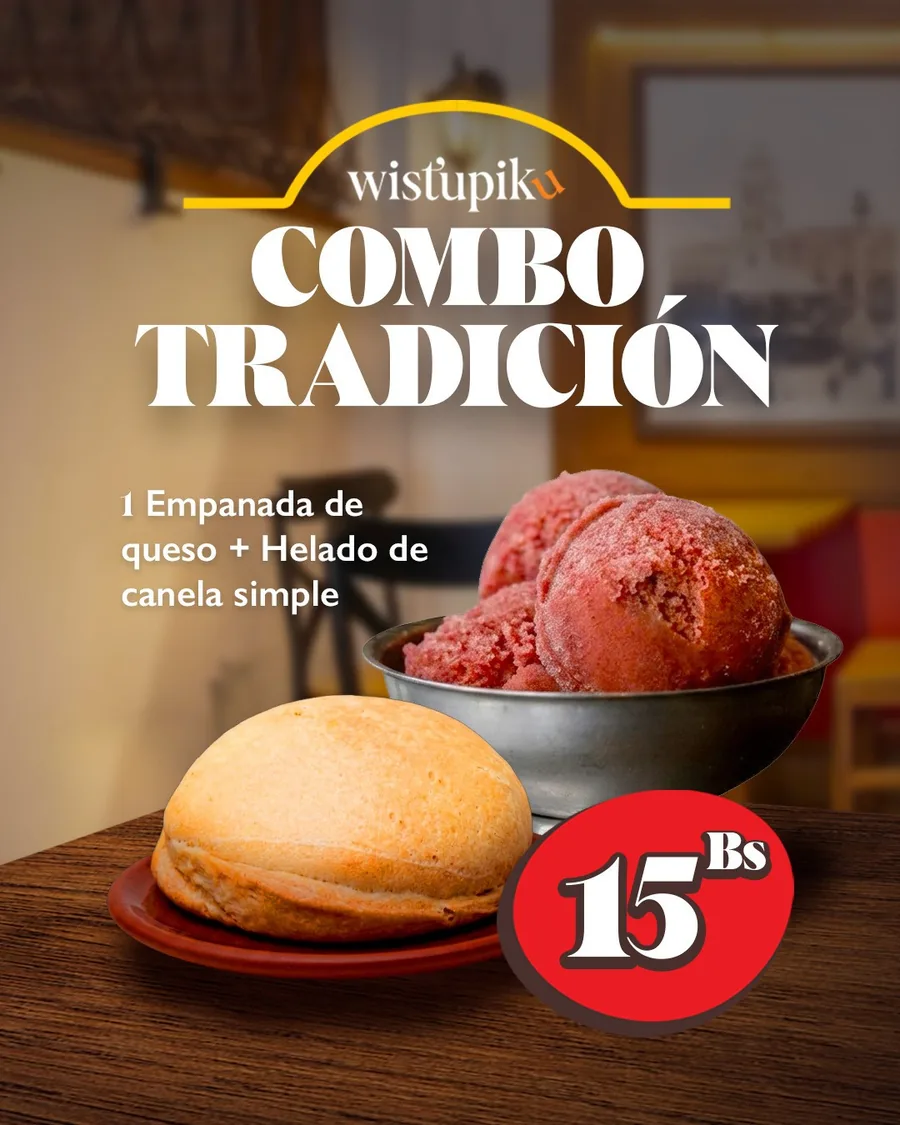 wist'upiku
COMBO
TRADICIÓN
1 Empanada de
queso + Helado de
canela simple
15 Bs